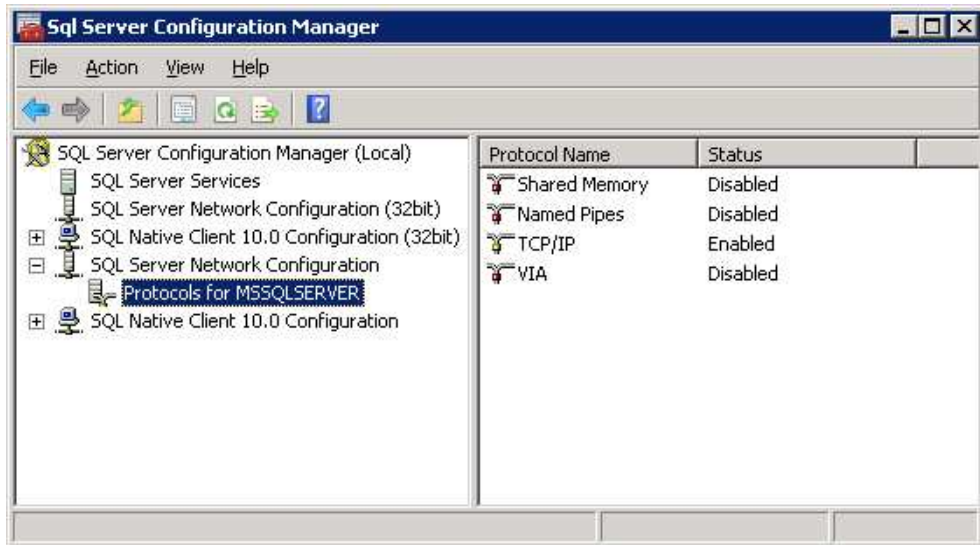 Sql Server Configuration Manager
File Action View Help
SQL Server Configuration Manager (Local)
SQL Server Services
SQL Server Network Configuration (32bit)
SQL Native Client 10.0 Configuration (32bit)
SQL Server Network Configuration
Protocols for MSSQLSERVER
SQL Native Client 10.0 Configuration
Protocol Name Status
Shared Memory Disabled
Named Pipes Disabled
TCP/IP Enabled
VIA Disabled